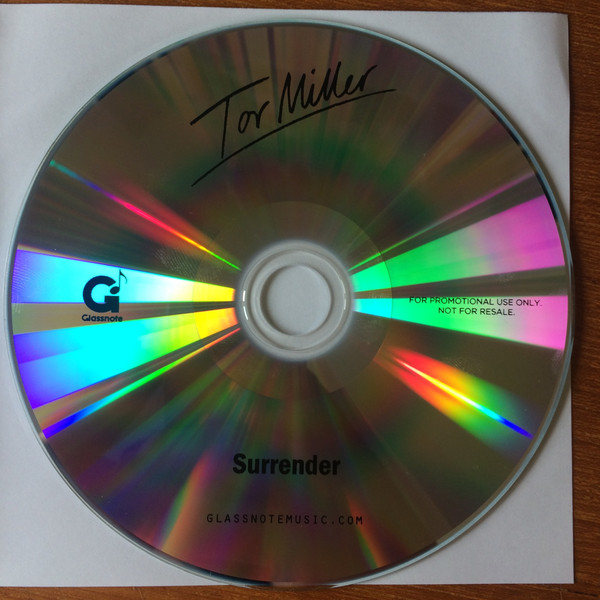 Tor Miller
G
Glassnote
FOR PROMOTIONAL USE ONLY.
NOT FOR RESALE.
Surrender
GLASSNOTEMUSIC.COM